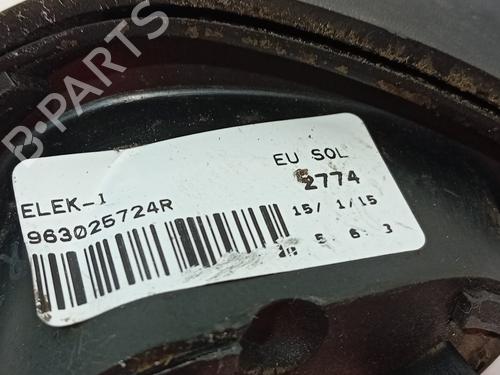 B-PARTS
EU SOL
ELEK-1
2774
963025724R
15/ 1/15
5 6 3